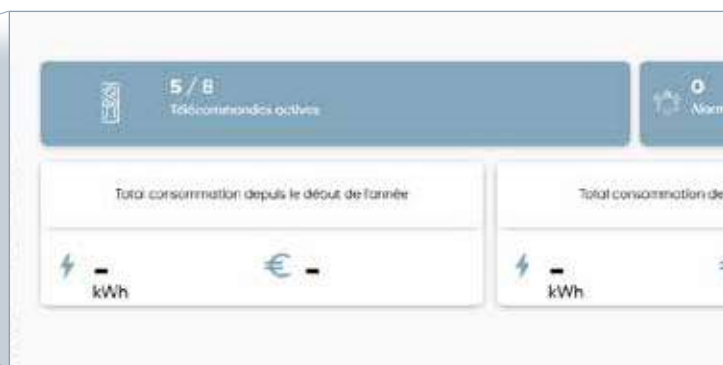 5 / 8
Télécommandes actives
0
Total consommation depuis le début de l'année
- kWh
€ -
Total consommation de
- kWh